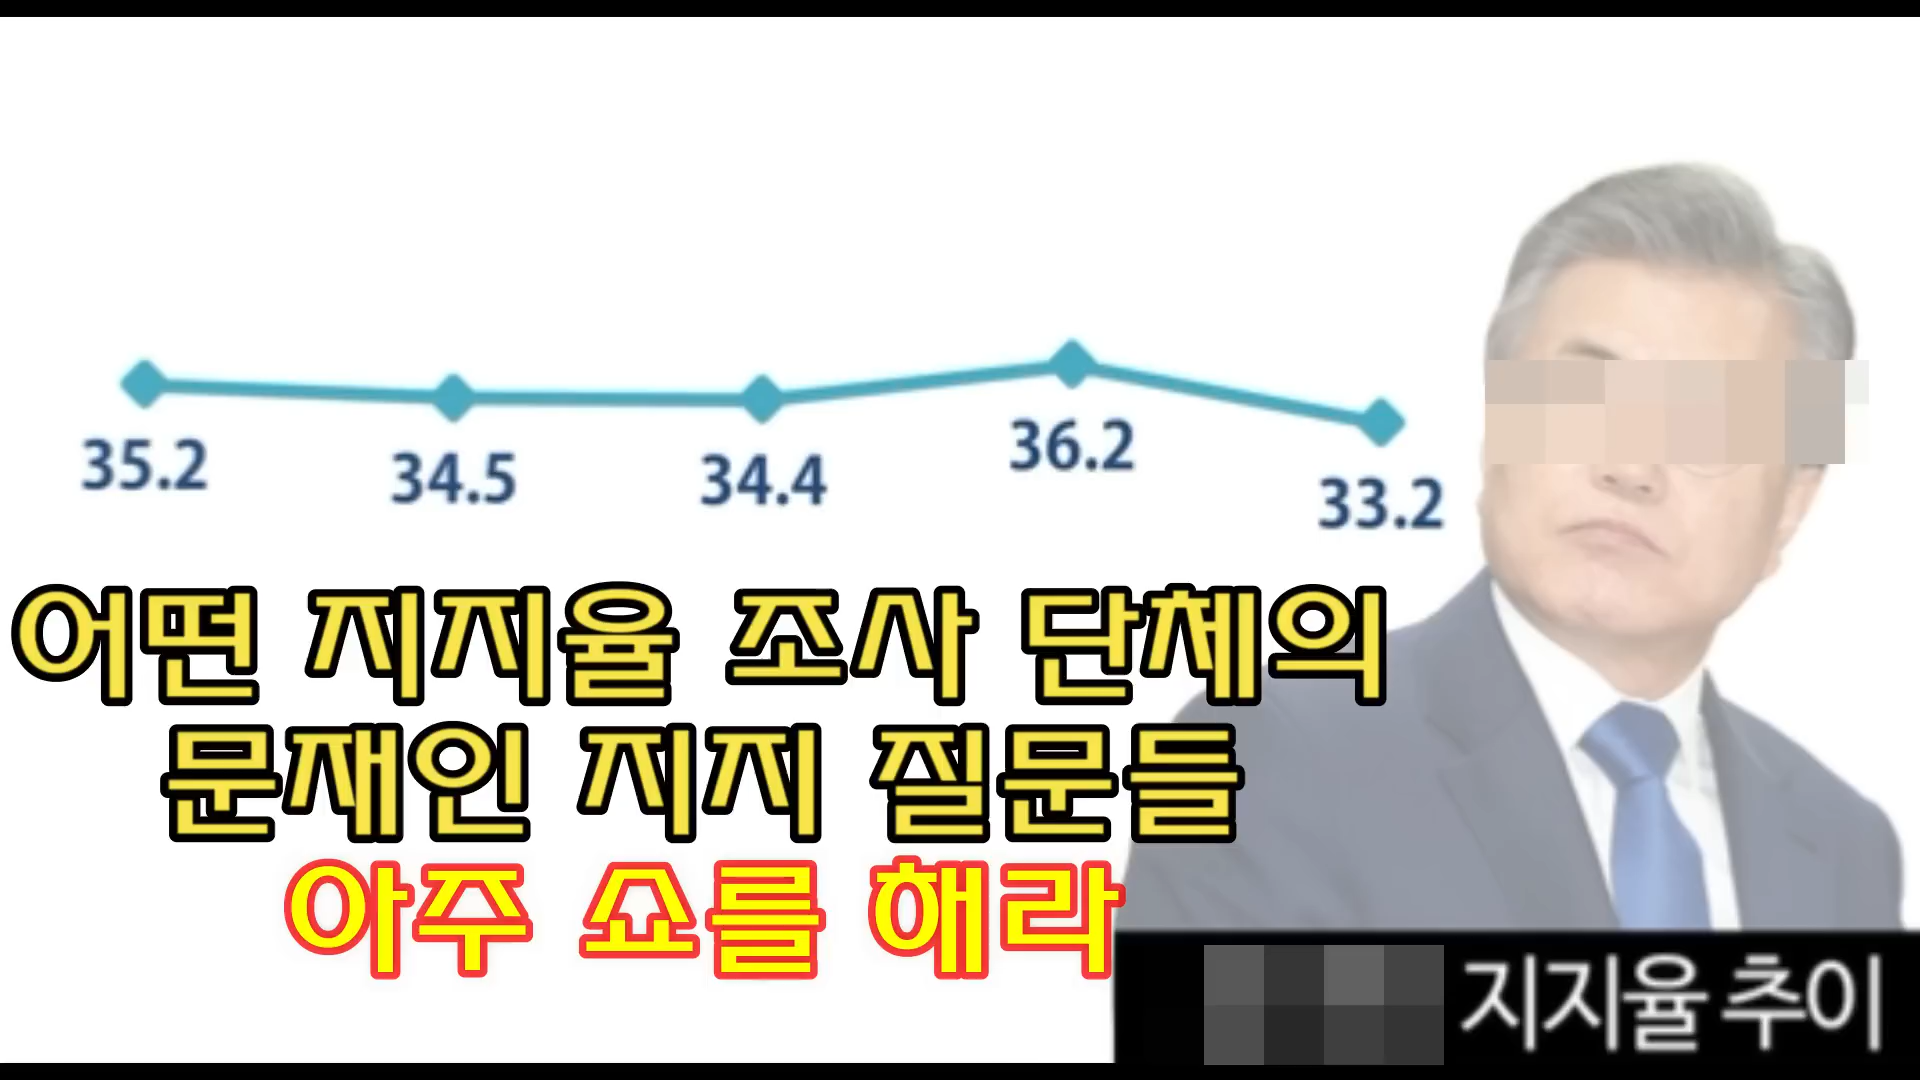 35.2
34.5
34.4
36.2
33.2
어떤 지지율 조사 단체의
문재인 지지 질문들
아주 쇼를 해라
지지율 추이